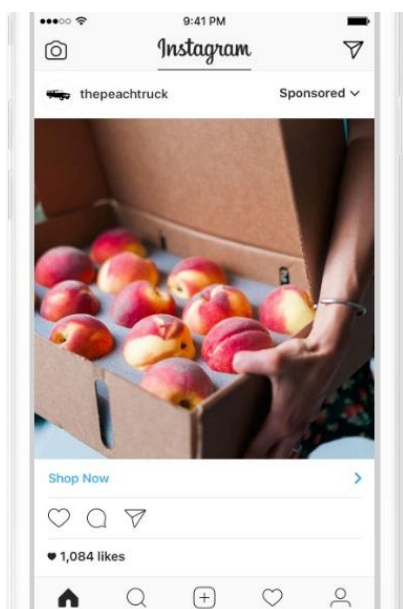 9:41 PM
Instagram
thepeachtruck Sponsored
Shop Now
1,084 likes